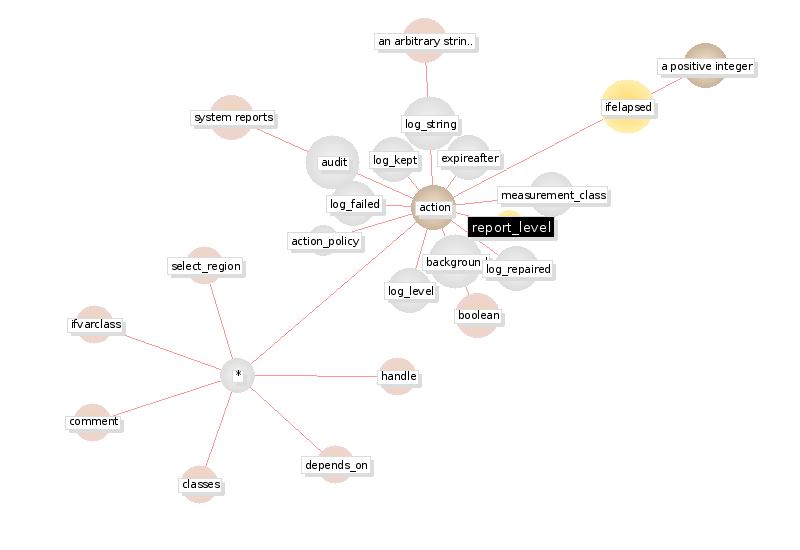 an arbitrary strin..
a positive integer
ifelapsed
system reports
log_string
audit
log_kept
expireafter
measurement_class
log_failed
action
report_level
action_policy
background
log_repaired
select_region
log_level
boolean
ifvarclass
*
handle
comment
depends_on
classes